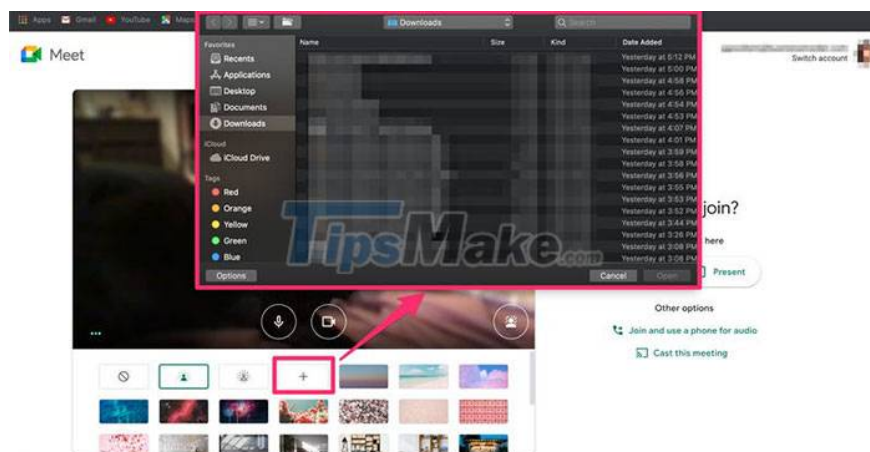 Apps Gmail YouTube Maps
Meet
Downloads
Search
Favorites
Recents
Applications
Desktop
Documents
Downloads
iCloud
iCloud Drive
Tags
Red
Orange
Yellow
Green
Blue
Options
Name Size Kind Date Added
Yesterday at 5:12 PM
Yesterday at 5:00 PM
Yesterday at 4:58 PM
Yesterday at 4:56 PM
Yesterday at 4:54 PM
Yesterday at 4:53 PM
Yesterday at 4:07 PM
Yesterday at 4:01 PM
Yesterday at 3:59 PM
Yesterday at 3:58 PM
Yesterday at 3:56 PM
Yesterday at 3:55 PM
Yesterday at 3:53 PM
Yesterday at 3:52 PM
Yesterday at 3:44 PM
Yesterday at 3:26 PM
Yesterday at 3:08 PM
Yesterday at 3:08 PM
Cancel Open
TipsMake.com
Switch account
join?
here
Present
Other options
Join and use a phone for audio
Cast this meeting